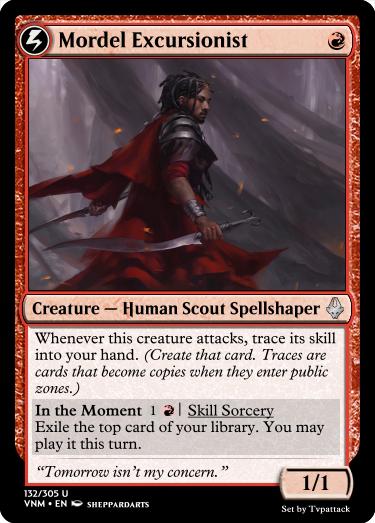 Mordel Excursionist
Creature — Human Scout Spellshaper
Whenever this creature attacks, trace its skill
into your hand. (Create that card. Traces are
cards that become copies when they enter public
zones.)
In the Moment 1 | Skill Sorcery
Exile the top card of your library. You may
play it this turn.
“Tomorrow isn't my concern.”
1/1
132/305 U
VNM • EN SHEPPARDARTS
Set by Tvpattack